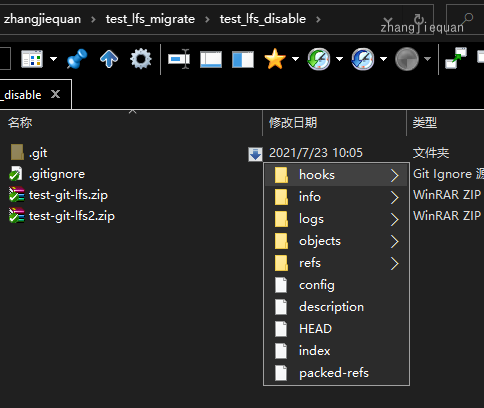 zhangjiequan › test_lfs_migrate › test_lfs_disable ›
zhangjiequan
_disable
名称 修改日期 类型
.git 2021/7/23 10:05 文件夹
.gitignore Git Ignore 源
test-git-lfs.zip WinRAR ZIP
test-git-lfs2.zip WinRAR ZIP
hooks
info
logs
objects
refs
config
description
HEAD
index
packed-refs